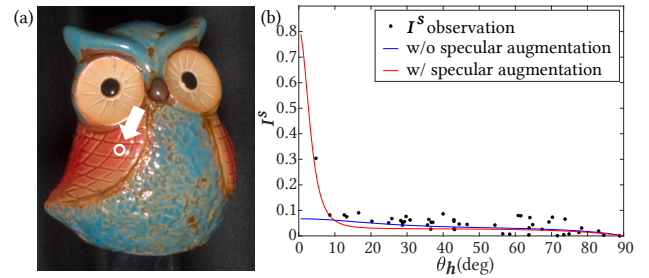 (a)
(b)
I^s observation
w/o specular augmentation
w/ specular augmentation
I^s
0.8
0.7
0.6
0.5
0.4
0.3
0.2
0.1
0
0 10 20 30 40 50 60 70 80 90
θ_h(deg)